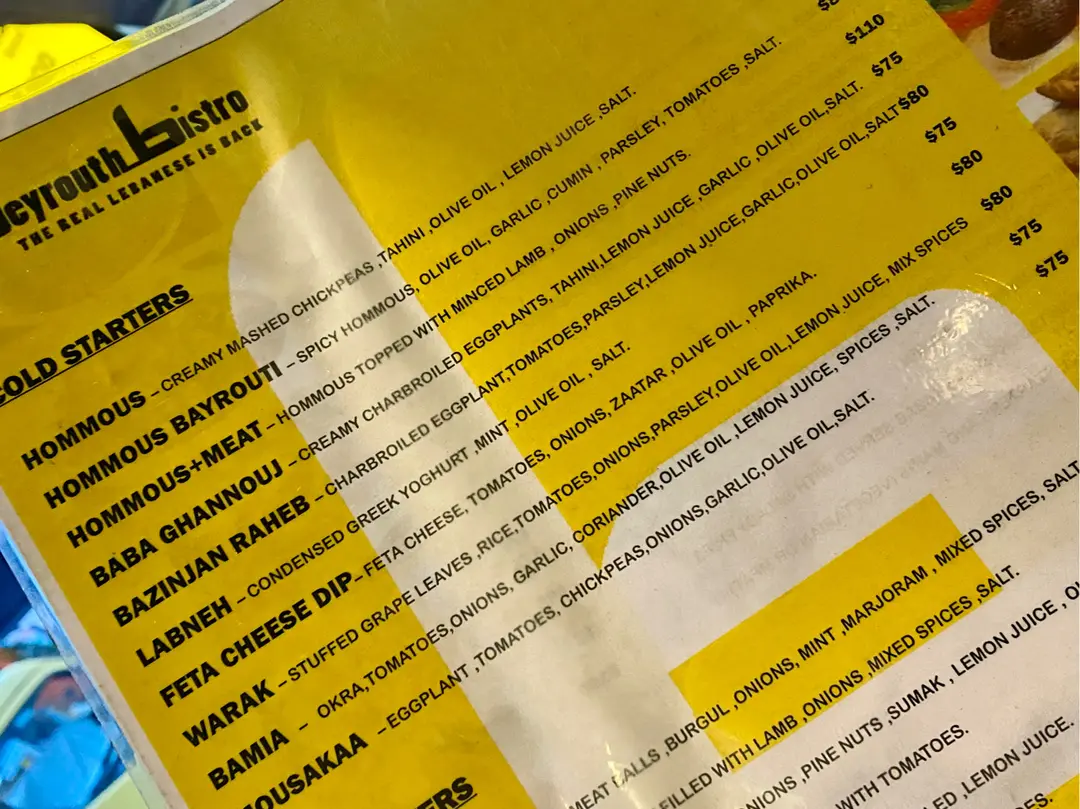 bistro
THE REAL LEBANESE IS BACK
COLD STARTERS
HOMMOUS – CREAMY MASHED CHICKPEAS ,TAHINI ,OLIVE OIL , LEMON JUICE ,SALT.
HOMMOUS BAYROUTI – SPICY HOMMOUS, OLIVE OIL, GARLIC ,CUMIN , PARSLEY, TOMATOES ,SALT.
HOMMOUS+MEAT – HOMMOUS TOPPED WITH MINCED LAMB , ONIONS ,PINE NUTS. $110
BABA GHANNOUJ – CREAMY CHARBROILED EGGPLANTS, TAHINI,LEMON JUICE ,GARLIC ,OLIVE OIL,SALT. $75
BAZINJAN RAHEB – CHARBROILED EGGPLANT,TOMATOES,PARSLEY,LEMON JUICE,GARLIC,OLIVE OIL,SALT $80
LABNEH – CONDENSED GREEK YOGHURT ,MINT ,OLIVE OIL , SALT. $75
FETA CHEESE DIP– FETA CHEESE, TOMATOES, ONIONS, ZAATAR ,OLIVE OIL , PAPRIKA. $80
WARAK – STUFFED GRAPE LEAVES ,RICE,TOMATOES,ONIONS,PARSLEY,OLIVE OIL,LEMON JUICE, MIX SPICES $80
BAMIA – OKRA,TOMATOES,ONIONS, GARLIC, CORIANDER,OLIVE OIL ,LEMON JUICE, SPICES ,SALT. $75
OUSAKAA – EGGPLANT ,TOMATOES, CHICKPEAS,ONIONS,GARLIC,OLIVE OIL,SALT. $75
MEAT BALLS ,BURGUL ,ONIONS, MINT ,MARJORAM , MIXED SPICES, SALT
FILLED WITH LAMB ,ONIONS ,MIXED SPICES ,SALT.
ONIONS ,PINE NUTS ,SUMAK , LEMON JUICE ,
WITH TOMATOES.
LEMON JUICE.